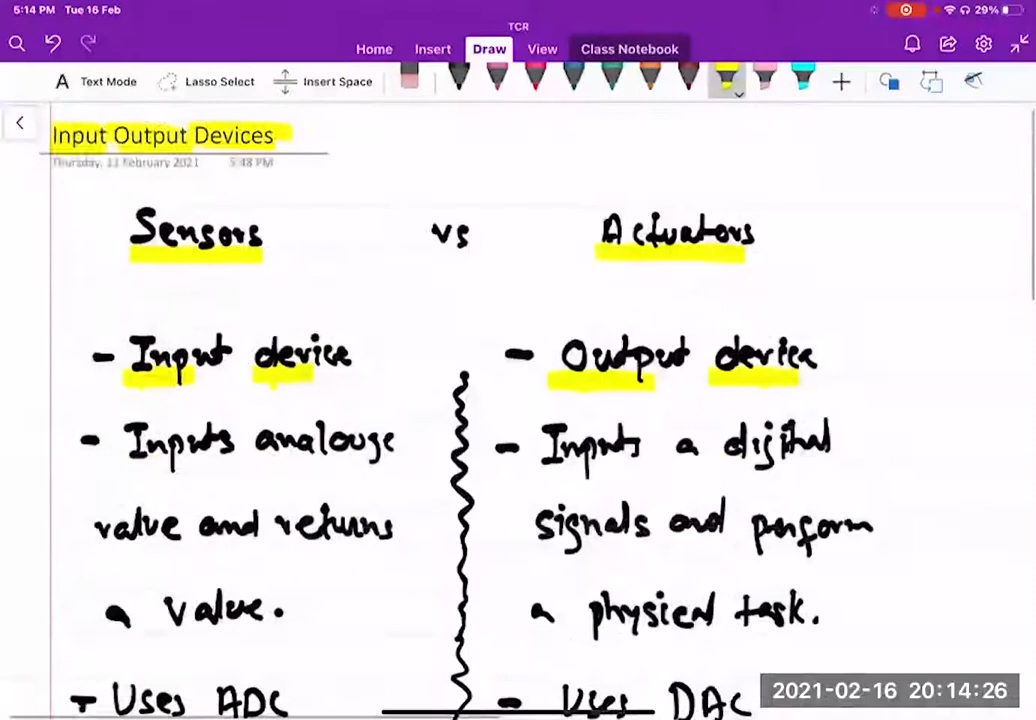 5:14 PM Tue 16 Feb
29%
TCR
Home Insert Draw View Class Notebook
A Text Mode Lasso Select Insert Space
Input Output Devices
Thursday, 11 February 2021 5:48 PM
Sensors vs Actuators
- Input device
- Inputs analouge
value and returns
a value.
- Uses ADC
- Output device
- Inputs a digital
signals and perform
a physical task.
- Uses DAC
2021-02-16 20:14:26